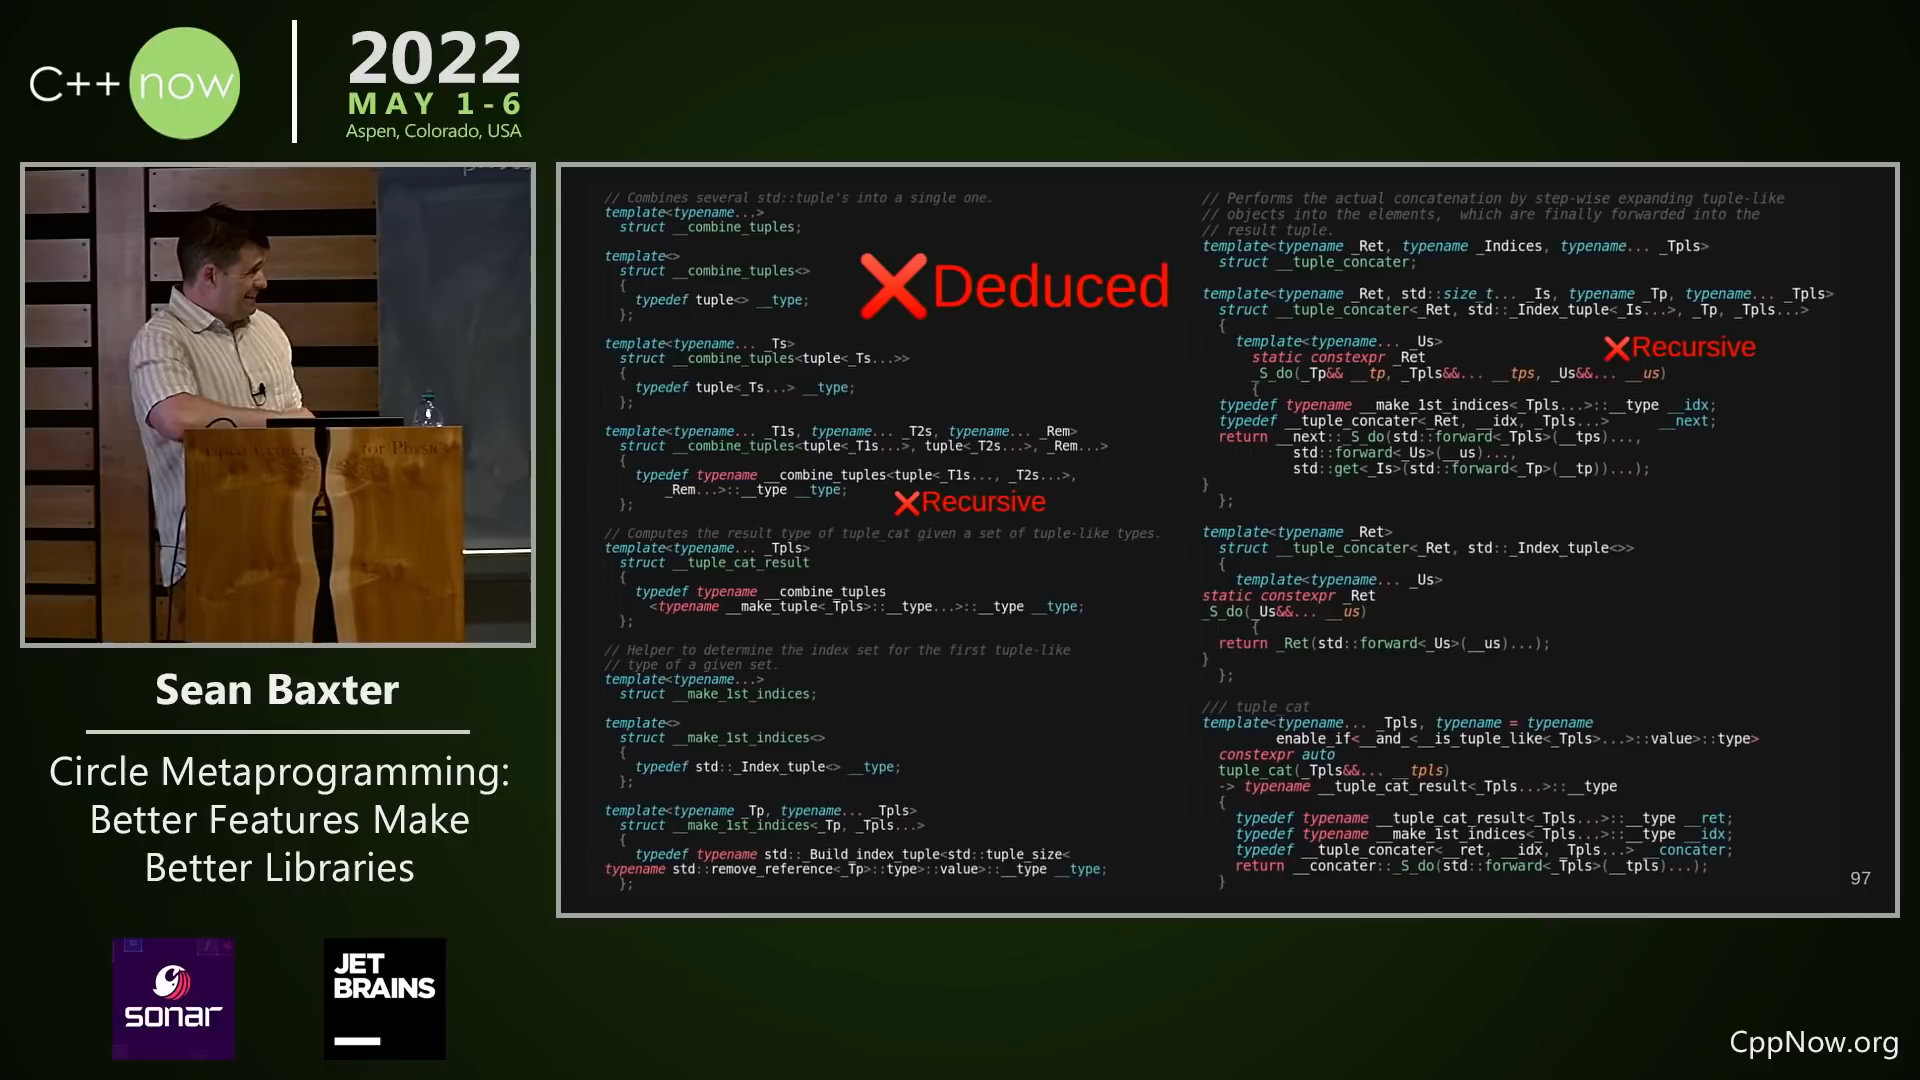 C++ now
2022
MAY 1-6
Aspen, Colorado, USA
for Physics
Sean Baxter
Circle Metaprogramming:
Better Features Make
Better Libraries
sonar
JET
BRAINS
// Combines several std::tuple's into a single one.
template<typename...>
struct __combine_tuples;
template<>
struct __combine_tuples<>
{
typedef tuple<> __type;
};
template<typename... _Ts>
struct __combine_tuples<tuple<_Ts...>>
{
typedef tuple<_Ts...> __type;
};
template<typename... _T1s, typename... _T2s, typename... _Rem>
struct __combine_tuples<tuple<_T1s...>, tuple<_T2s...>, _Rem...>
{
typedef typename __combine_tuples<tuple<_T1s..., _T2s...>,
_Rem...>::__type __type;
};
❌Deduced
❌Recursive
// Computes the result type of tuple_cat given a set of tuple-like types.
template<typename... _Tpls>
struct __tuple_cat_result
{
typedef typename __combine_tuples
<typename __make_tuple<_Tpls>::__type...>::__type __type;
};
// Helper to determine the index set for the first tuple-like
// type of a given set.
template<typename...>
struct __make_1st_indices;
template<>
struct __make_1st_indices<>
{
typedef std::_Index_tuple<> __type;
};
template<typename _Tp, typename... _Tpls>
struct __make_1st_indices<_Tp, _Tpls...>
{
typedef typename std::_Build_index_tuple<std::tuple_size<
typename std::remove_reference<_Tp>::type>::value>::__type __type;
};
// Performs the actual concatenation by step-wise expanding tuple-like
// objects into the elements,  which are finally forwarded into the
// result tuple.
template<typename _Ret, typename _Indices, typename... _Tpls>
struct __tuple_concater;
template<typename _Ret, std::size_t... _Is, typename _Tp, typename... _Tpls>
struct __tuple_concater<_Ret, std::_Index_tuple<_Is...>, _Tp, _Tpls...>
{
template<typename... _Us>
static constexpr _Ret
_S_do(_Tp&& __tp, _Tpls&&... __tps, _Us&&... __us)
{
❌Recursive
typedef typename __make_1st_indices<_Tpls...>::__type __idx;
typedef __tuple_concater<_Ret, __idx, _Tpls...>      __next;
return __next::_S_do(std::forward<_Tpls>(__tps)...,
std::forward<_Us>(__us)...,
std::get<_Is>(std::forward<_Tp>(__tp))...);
}
};
template<typename _Ret>
struct __tuple_concater<_Ret, std::_Index_tuple<>>
{
template<typename... _Us>
static constexpr _Ret
_S_do(_Us&&... __us)
{
return _Ret(std::forward<_Us>(__us)...);
}
};
/// tuple_cat
template<typename... _Tpls, typename = typename
enable_if<__and_<__is_tuple_like<_Tpls>...>::value>::type>
constexpr auto
tuple_cat(_Tpls&&... __tpls)
-> typename __tuple_cat_result<_Tpls...>::__type
{
typedef typename __tuple_cat_result<_Tpls...>::__type __ret;
typedef typename __make_1st_indices<_Tpls...>::__type __idx;
typedef __tuple_concater<__ret, __idx, _Tpls...> __concater;
return __concater::_S_do(std::forward<_Tpls>(__tpls)...);
}
97
CppNow.org